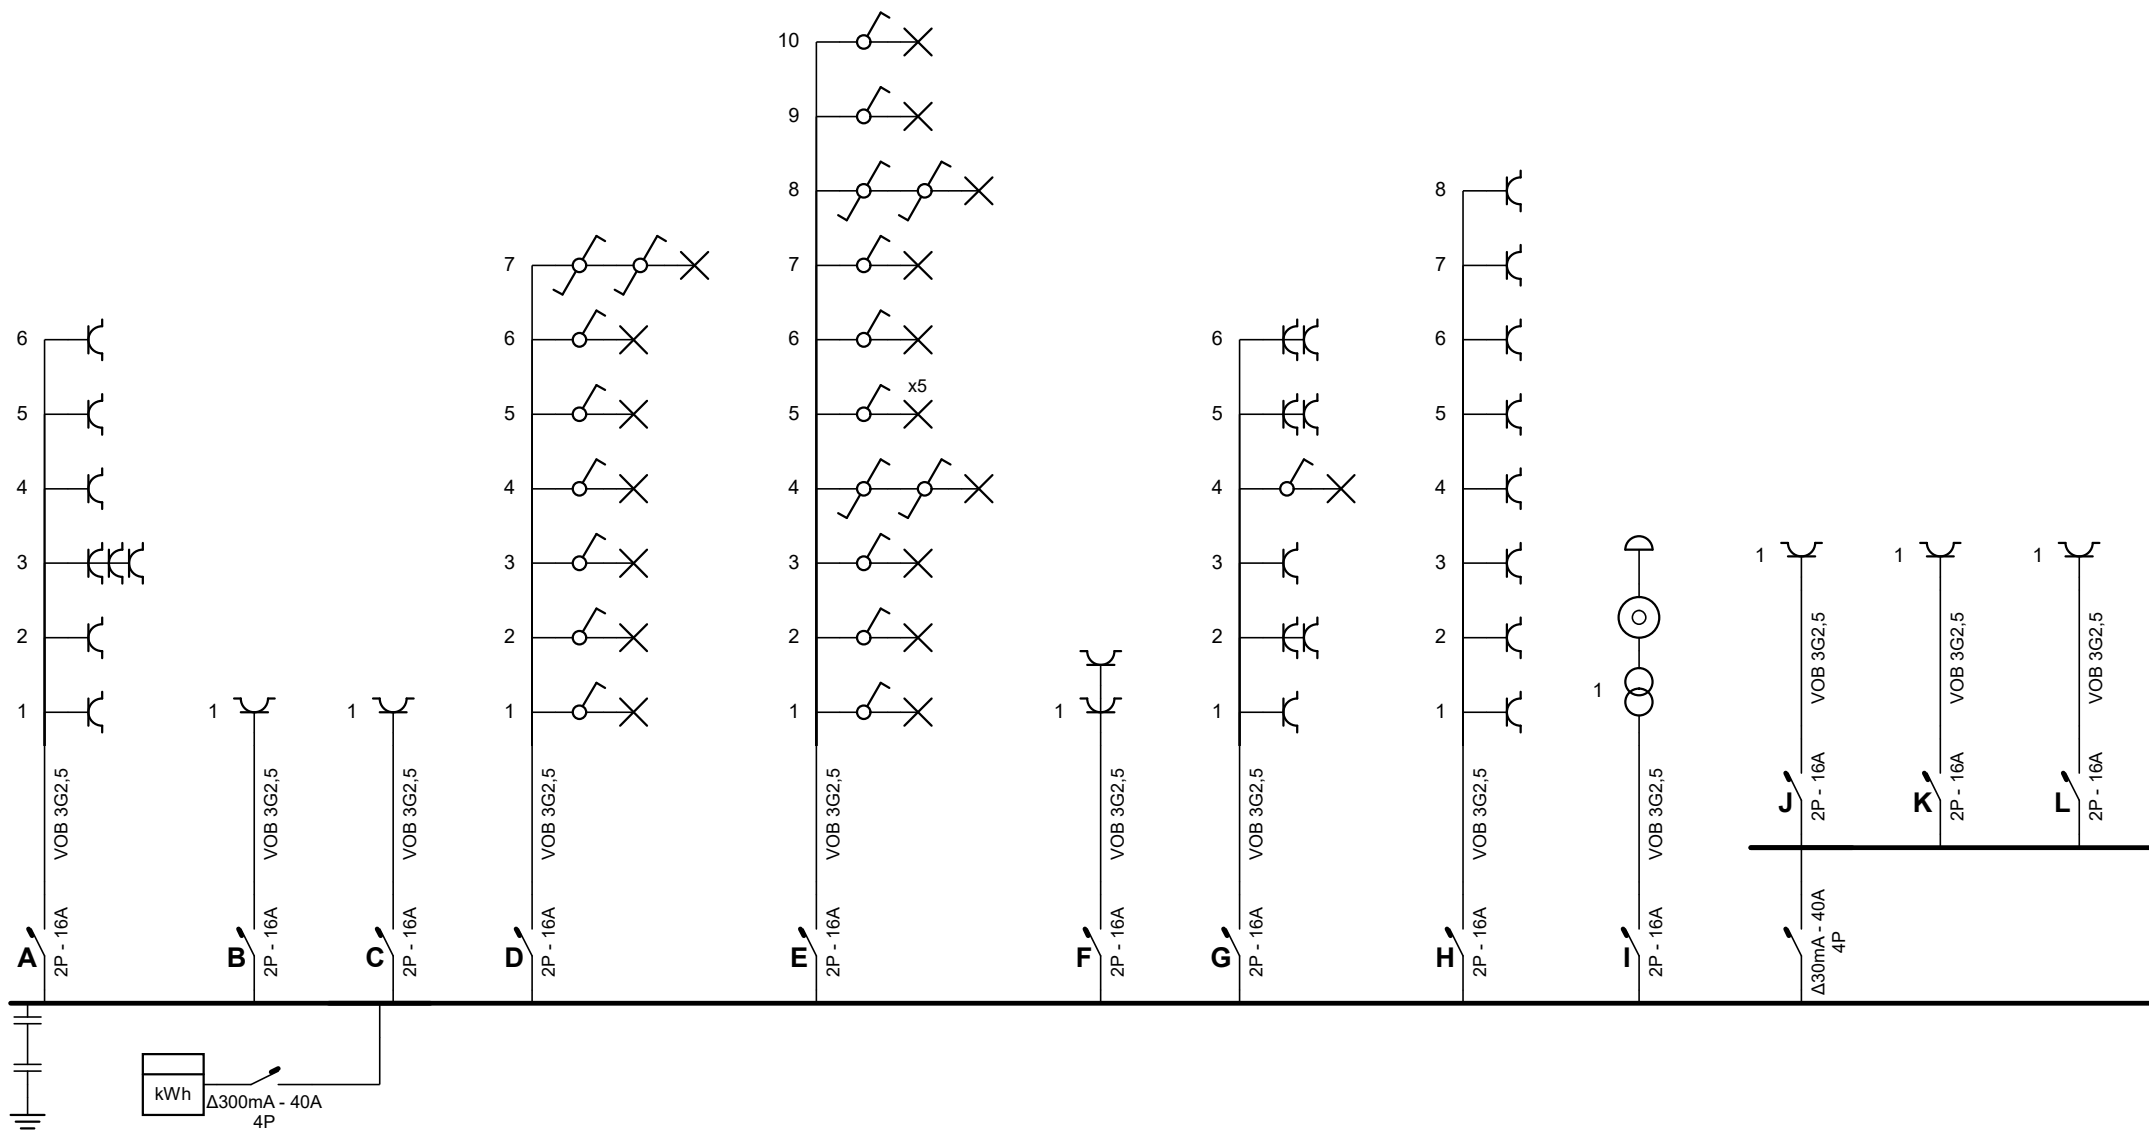 10
9
8
7
6
5 x5
4
3
2
1
7
6
5
4
3
2
1
6
5
4
3
2
1
1
1
1
6
5
4
3
2
1
8
7
6
5
4
3
2
1
1
1
1
1
VOB 3G2,5
VOB 3G2,5
VOB 3G2,5
VOB 3G2,5
VOB 3G2,5
VOB 3G2,5
VOB 3G2,5
VOB 3G2,5
VOB 3G2,5
VOB 3G2,5
VOB 3G2,5
VOB 3G2,5
J 2P - 16A
K 2P - 16A
L 2P - 16A
A 2P - 16A
B 2P - 16A
C 2P - 16A
D 2P - 16A
E 2P - 16A
F 2P - 16A
G 2P - 16A
H 2P - 16A
I 2P - 16A
Δ30mA - 40A
4P
kWh
Δ300mA - 40A
4P